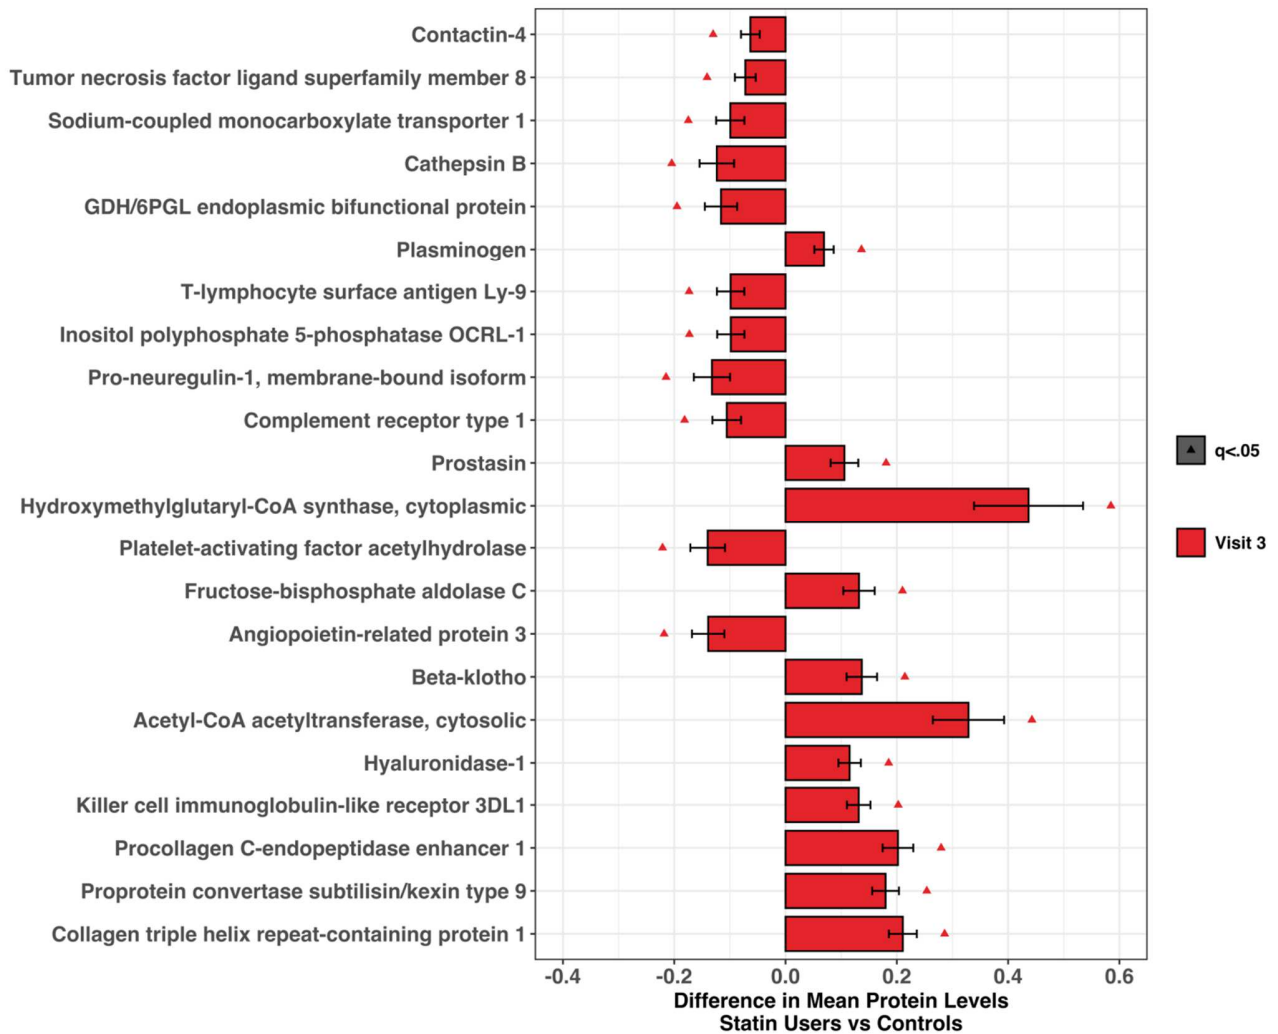 Contactin-4
Tumor necrosis factor ligand superfamily member 8
Sodium-coupled monocarboxylate transporter 1
Cathepsin B
GDH/6PGL endoplasmic bifunctional protein
Plasminogen
T-lymphocyte surface antigen Ly-9
Inositol polyphosphate 5-phosphatase OCRL-1
Pro-neuregulin-1, membrane-bound isoform
Complement receptor type 1
Prostasin
Hydroxymethylglutaryl-CoA synthase, cytoplasmic
Platelet-activating factor acetylhydrolase
Fructose-bisphosphate aldolase C
Angiopoietin-related protein 3
Beta-klotho
Acetyl-CoA acetyltransferase, cytosolic
Hyaluronidase-1
Killer cell immunoglobulin-like receptor 3DL1
Procollagen C-endopeptidase enhancer 1
Proprotein convertase subtilisin/kexin type 9
Collagen triple helix repeat-containing protein 1
-0.4 -0.2 0.0 0.2 0.4 0.6
Difference in Mean Protein Levels
Statin Users vs Controls
q<.05
Visit 3